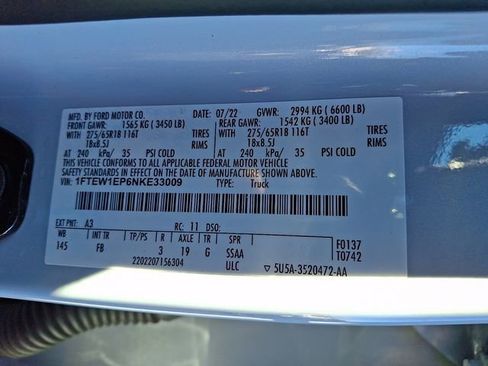 MFD. BY FORD MOTOR CO. 07/22 GVWR: 2994 KG ( 6600 LB)
FRONT GAWR: 1565 KG ( 3450 LB) REAR GAWR: 1542 KG ( 3400 LB)
WITH 275/65R18 116T TIRES WITH 275/65R18 116T TIRES
18x8.5J RIMS 18x8.5J RIMS
AT 240 kPa/ 35 PSI COLD AT 240 kPa/ 35 PSI COLD
THIS VEHICLE CONFORMS TO ALL APPLICABLE FEDERAL MOTOR VEHICLE
SAFETY STANDARDS IN EFFECT ON THE DATE OF MANUFACTURE SHOWN ABOVE.
VIN: 1FTEW1EP6NKE33009 TYPE: Truck
EXT PNT: A3 RC: 11 DSO: F0137
WB INT TR TP/PS R AXLE TR SPR T0742
145 FB 3 19 G SSAA
2202207156304 ULC ▽ 5U5A-3520472-AA